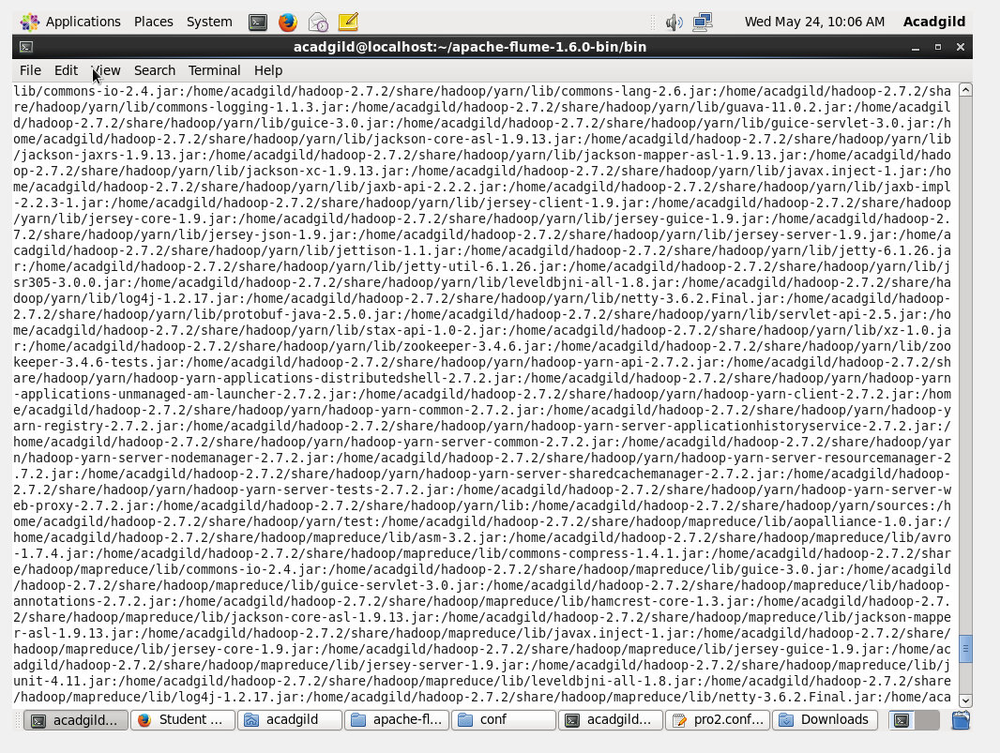 Applications Places System Wed May 24, 10:06 AM Acadgild
acadgild@localhost:~/apache-flume-1.6.0-bin/bin
File Edit View Search Terminal Help
lib/commons-io-2.4.jar:/home/acadgild/hadoop-2.7.2/share/hadoop/yarn/lib/commons-lang-2.6.jar:/home/acadgild/hadoop-2.7.2/sha
re/hadoop/yarn/lib/commons-logging-1.1.3.jar:/home/acadgild/hadoop-2.7.2/share/hadoop/yarn/lib/guava-11.0.2.jar:/home/acadgil
d/hadoop-2.7.2/share/hadoop/yarn/lib/guice-3.0.jar:/home/acadgild/hadoop-2.7.2/share/hadoop/yarn/lib/guice-servlet-3.0.jar:/h
ome/acadgild/hadoop-2.7.2/share/hadoop/yarn/lib/jackson-core-asl-1.9.13.jar:/home/acadgild/hadoop-2.7.2/share/hadoop/yarn/lib
/jackson-jaxrs-1.9.13.jar:/home/acadgild/hadoop-2.7.2/share/hadoop/yarn/lib/jackson-mapper-asl-1.9.13.jar:/home/acadgild/hado
op-2.7.2/share/hadoop/yarn/lib/jackson-xc-1.9.13.jar:/home/acadgild/hadoop-2.7.2/share/hadoop/yarn/lib/javax.inject-1.jar:/ho
me/acadgild/hadoop-2.7.2/share/hadoop/yarn/lib/jaxb-api-2.2.2.jar:/home/acadgild/hadoop-2.7.2/share/hadoop/yarn/lib/jaxb-impl
-2.2.3-1.jar:/home/acadgild/hadoop-2.7.2/share/hadoop/yarn/lib/jersey-client-1.9.jar:/home/acadgild/hadoop-2.7.2/share/hadoop
/yarn/lib/jersey-core-1.9.jar:/home/acadgild/hadoop-2.7.2/share/hadoop/yarn/lib/jersey-guice-1.9.jar:/home/acadgild/hadoop-2.
7.2/share/hadoop/yarn/lib/jersey-json-1.9.jar:/home/acadgild/hadoop-2.7.2/share/hadoop/yarn/lib/jersey-server-1.9.jar:/home/a
cadgild/hadoop-2.7.2/share/hadoop/yarn/lib/jettison-1.1.jar:/home/acadgild/hadoop-2.7.2/share/hadoop/yarn/lib/jetty-6.1.26.ja
r:/home/acadgild/hadoop-2.7.2/share/hadoop/yarn/lib/jetty-util-6.1.26.jar:/home/acadgild/hadoop-2.7.2/share/hadoop/yarn/lib/j
sr305-3.0.0.jar:/home/acadgild/hadoop-2.7.2/share/hadoop/yarn/lib/leveldbjni-all-1.8.jar:/home/acadgild/hadoop-2.7.2/share/ha
doop/yarn/lib/log4j-1.2.17.jar:/home/acadgild/hadoop-2.7.2/share/hadoop/yarn/lib/netty-3.6.2.Final.jar:/home/acadgild/hadoop-
2.7.2/share/hadoop/yarn/lib/protobuf-java-2.5.0.jar:/home/acadgild/hadoop-2.7.2/share/hadoop/yarn/lib/servlet-api-2.5.jar:/ho
me/acadgild/hadoop-2.7.2/share/hadoop/yarn/lib/stax-api-1.0-2.jar:/home/acadgild/hadoop-2.7.2/share/hadoop/yarn/lib/xz-1.0.ja
r:/home/acadgild/hadoop-2.7.2/share/hadoop/yarn/lib/zookeeper-3.4.6.jar:/home/acadgild/hadoop-2.7.2/share/hadoop/yarn/lib/zoo
keeper-3.4.6-tests.jar:/home/acadgild/hadoop-2.7.2/share/hadoop/yarn/hadoop-yarn-api-2.7.2.jar:/home/acadgild/hadoop-2.7.2/sh
are/hadoop/yarn/hadoop-yarn-applications-distributedshell-2.7.2.jar:/home/acadgild/hadoop-2.7.2/share/hadoop/yarn/hadoop-yarn
-applications-unmanaged-am-launcher-2.7.2.jar:/home/acadgild/hadoop-2.7.2/share/hadoop/yarn/hadoop-yarn-client-2.7.2.jar:/hom
e/acadgild/hadoop-2.7.2/share/hadoop/yarn/hadoop-yarn-common-2.7.2.jar:/home/acadgild/hadoop-2.7.2/share/hadoop/yarn/hadoop-y
arn-registry-2.7.2.jar:/home/acadgild/hadoop-2.7.2/share/hadoop/yarn/hadoop-yarn-server-applicationhistoryservice-2.7.2.jar:/
home/acadgild/hadoop-2.7.2/share/hadoop/yarn/hadoop-yarn-server-common-2.7.2.jar:/home/acadgild/hadoop-2.7.2/share/hadoop/yar
n/hadoop-yarn-server-nodemanager-2.7.2.jar:/home/acadgild/hadoop-2.7.2/share/hadoop/yarn/hadoop-yarn-server-resourcemanager-2
.7.2.jar:/home/acadgild/hadoop-2.7.2/share/hadoop/yarn/hadoop-yarn-server-sharedcachemanager-2.7.2.jar:/home/acadgild/hadoop-
2.7.2/share/hadoop/yarn/hadoop-yarn-server-tests-2.7.2.jar:/home/acadgild/hadoop-2.7.2/share/hadoop/yarn/hadoop-yarn-server-w
eb-proxy-2.7.2.jar:/home/acadgild/hadoop-2.7.2/share/hadoop/yarn/lib:/home/acadgild/hadoop-2.7.2/share/hadoop/yarn/sources:/h
ome/acadgild/hadoop-2.7.2/share/hadoop/yarn/test:/home/acadgild/hadoop-2.7.2/share/hadoop/mapreduce/lib/aopalliance-1.0.jar:/
home/acadgild/hadoop-2.7.2/share/hadoop/mapreduce/lib/asm-3.2.jar:/home/acadgild/hadoop-2.7.2/share/hadoop/mapreduce/lib/avro
-1.7.4.jar:/home/acadgild/hadoop-2.7.2/share/hadoop/mapreduce/lib/commons-compress-1.4.1.jar:/home/acadgild/hadoop-2.7.2/shar
e/hadoop/mapreduce/lib/commons-io-2.4.jar:/home/acadgild/hadoop-2.7.2/share/hadoop/mapreduce/lib/guice-3.0.jar:/home/acadgild
/hadoop-2.7.2/share/hadoop/mapreduce/lib/guice-servlet-3.0.jar:/home/acadgild/hadoop-2.7.2/share/hadoop/mapreduce/lib/hadoop-
annotations-2.7.2.jar:/home/acadgild/hadoop-2.7.2/share/hadoop/mapreduce/lib/hamcrest-core-1.3.jar:/home/acadgild/hadoop-2.7.
2/share/hadoop/mapreduce/lib/jackson-core-asl-1.9.13.jar:/home/acadgild/hadoop-2.7.2/share/hadoop/mapreduce/lib/jackson-mappe
r-asl-1.9.13.jar:/home/acadgild/hadoop-2.7.2/share/hadoop/mapreduce/lib/javax.inject-1.jar:/home/acadgild/hadoop-2.7.2/share/
hadoop/mapreduce/lib/jersey-core-1.9.jar:/home/acadgild/hadoop-2.7.2/share/hadoop/mapreduce/lib/jersey-guice-1.9.jar:/home/ac
adgild/hadoop-2.7.2/share/hadoop/mapreduce/lib/jersey-server-1.9.jar:/home/acadgild/hadoop-2.7.2/share/hadoop/mapreduce/lib/j
unit-4.11.jar:/home/acadgild/hadoop-2.7.2/share/hadoop/mapreduce/lib/leveldbjni-all-1.8.jar:/home/acadgild/hadoop-2.7.2/share
/hadoop/mapreduce/lib/log4j-1.2.17.jar:/home/acadgild/hadoop-2.7.2/share/hadoop/mapreduce/lib/netty-3.6.2.Final.jar:/home/aca
acadgild... Student ... acadgild apache-fl... conf acadgild... pro2.conf... Downloads